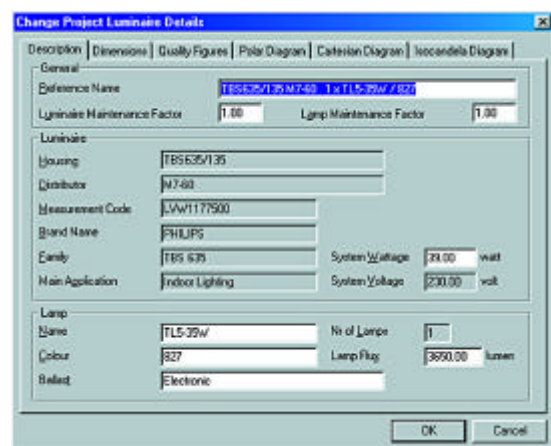 Change Project Luminaire Details
Description Dimensions Quality Figures Polar Diagram Cartesian Diagram Isocandela Diagram
General
Reference Name TBS635/135 M7-60 1 x TL5-35W / 827
Luminaire Maintenance Factor 1.00 Lamp Maintenance Factor 1.00
Luminaire
Housing TBS635/135
Distributor M7-60
Measurement Code LVW1177500
Brand Name PHILIPS
Family TBS 635 System Wattage 39.00 watt
Main Application Indoor Lighting System Voltage 230.00 volt
Lamp
Name TL5-35W Nr of Lamps 1
Colour 827 Lamp Flux 3650.00 lumen
Ballast Electronic
OK Cancel